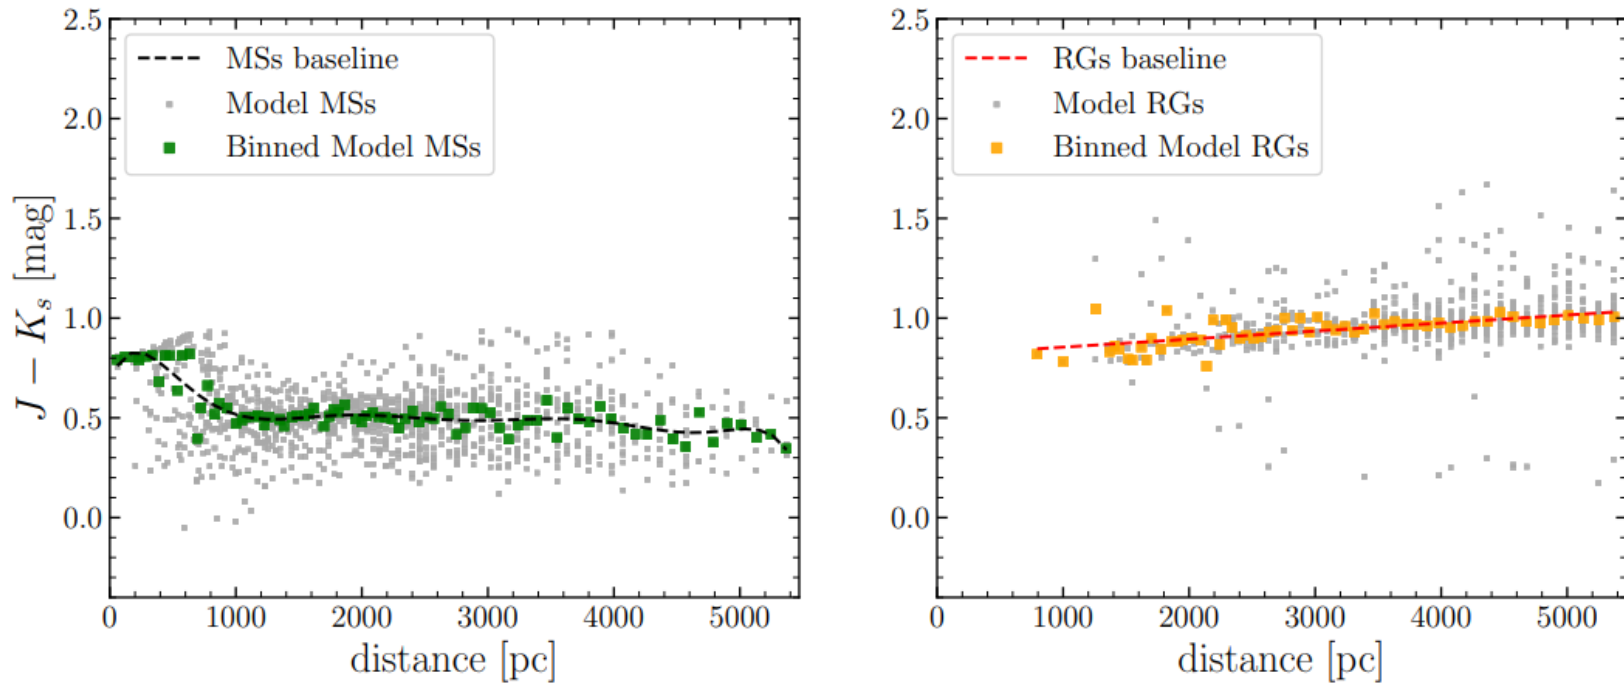 2.5
2.0
1.5
1.0
0.5
0.0
J − Kₛ [mag]
MSs baseline
Model MSs
Binned Model MSs
0 1000 2000 3000 4000 5000
distance [pc]
2.5
2.0
1.5
1.0
0.5
0.0
RGs baseline
Model RGs
Binned Model RGs
0 1000 2000 3000 4000 5000
distance [pc]